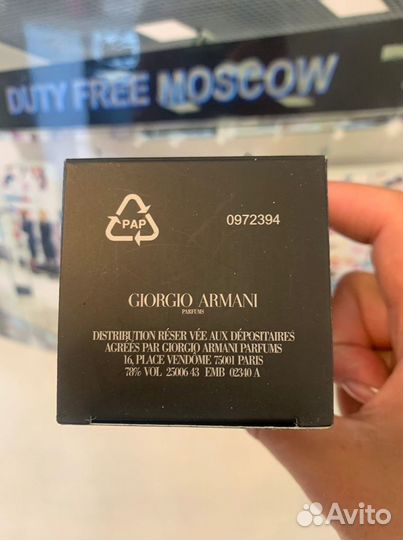 DUTY FREE MOSCOW
PAP
0972394
GIORGIO ARMANI
PARFUMS
DISTRIBUTION RÉSER VÉE AUX DÉPOSITAIRES
AGRÉÉS PAR GIORGIO ARMANI PARFUMS
16, PLACE VENDÔME 75001 PARIS
78% VOL 25006 43 EMB 02340 A
Avito